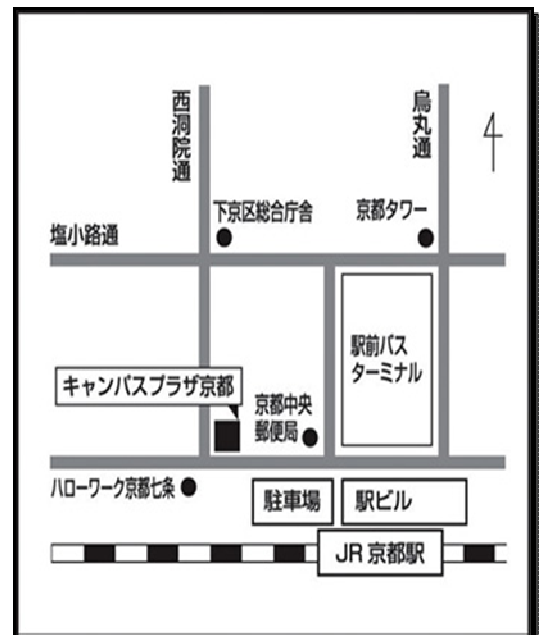 西洞院通
烏丸通
下京区総合庁舎
京都タワー
塩小路通
駅前バス
ターミナル
キャンパスプラザ京都
京都中央
郵便局
ハローワーク京都七条
駐車場
駅ビル
JR 京都駅